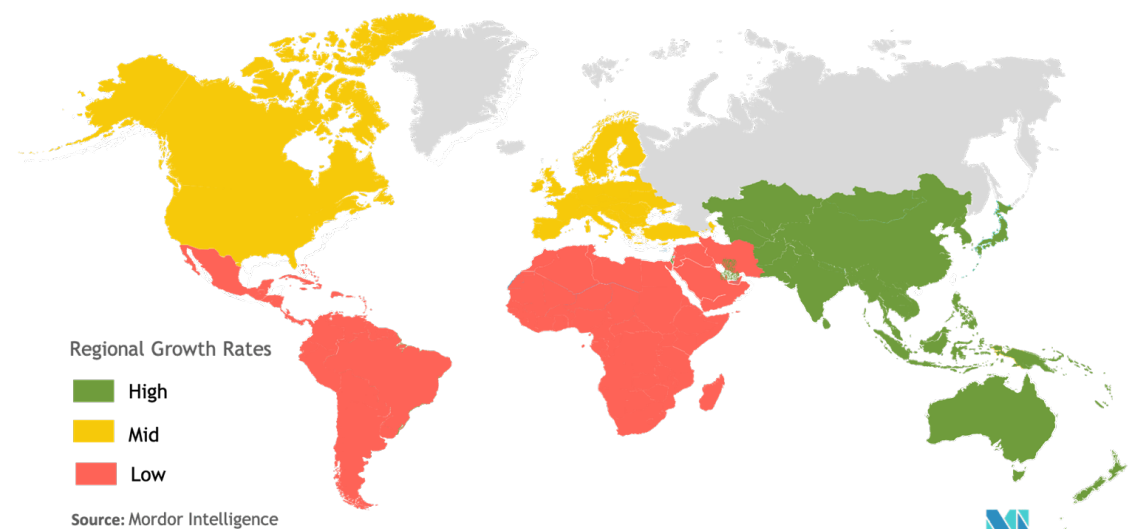 Regional Growth Rates
High
Mid
Low
Source: Mordor Intelligence